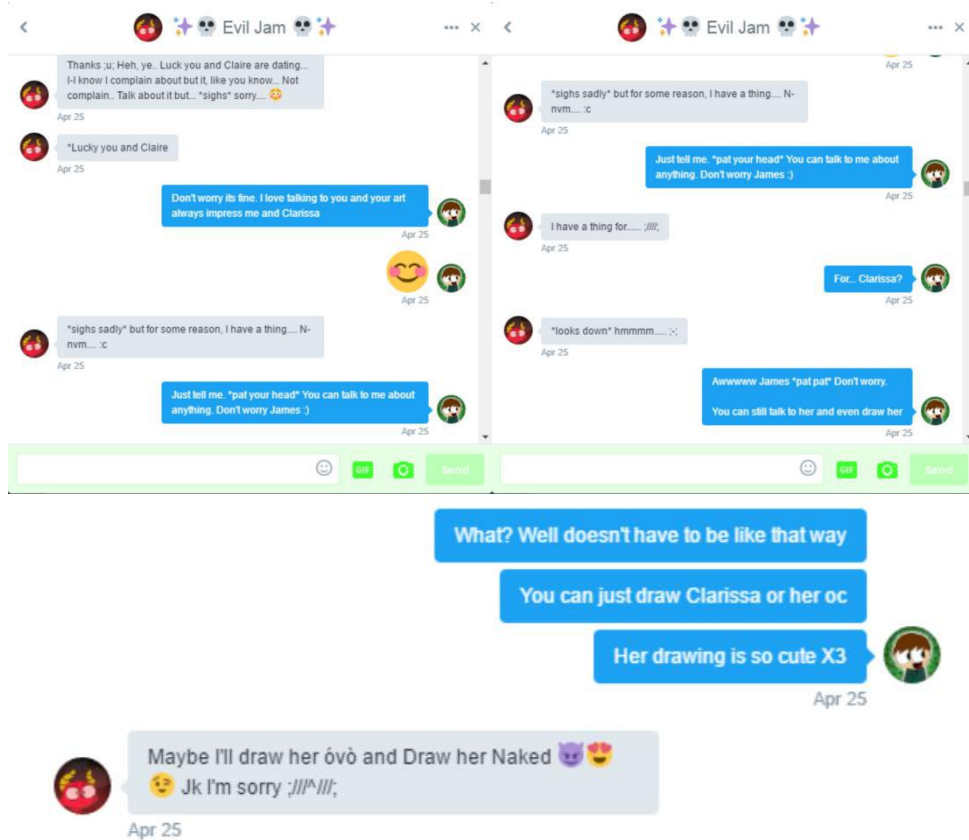 ✨💀 Evil Jam 💀✨
Thanks ;u; Heh, ye.. Luck you and Claire are dating...
I-I know I complain about but it, like you know... Not
complain.. Talk about it but... *sighs* sorry.... 😳
Apr 25
*Lucky you and Claire
Apr 25
Don't worry its fine. I love talking to you and your art
always impress me and Clarissa
Apr 25
😊
Apr 25
*sighs sadly* but for some reason, I have a thing.... N-
nvm.... :c
Apr 25
Just tell me. *pat your head* You can talk to me about
anything. Don't worry James :)
Apr 25
GIF
Send
✨💀 Evil Jam 💀✨
Apr 25
*sighs sadly* but for some reason, I have a thing.... N-
nvm.... :c
Apr 25
Just tell me. *pat your head* You can talk to me about
anything. Don't worry James :)
Apr 25
I have a thing for...... ;////;
Apr 25
For... Clarissa?
Apr 25
*looks down* hmmmm..... ;-;
Apr 25
Awwwww James *pat pat* Don't worry.
You can still talk to her and even draw her
Apr 25
GIF
Send
What? Well doesn't have to be like that way
You can just draw Clarissa or her oc
Her drawing is so cute X3
Apr 25
Maybe I'll draw her óvò and Draw her Naked 😈😍
😉 Jk I'm sorry ;///^///;
Apr 25